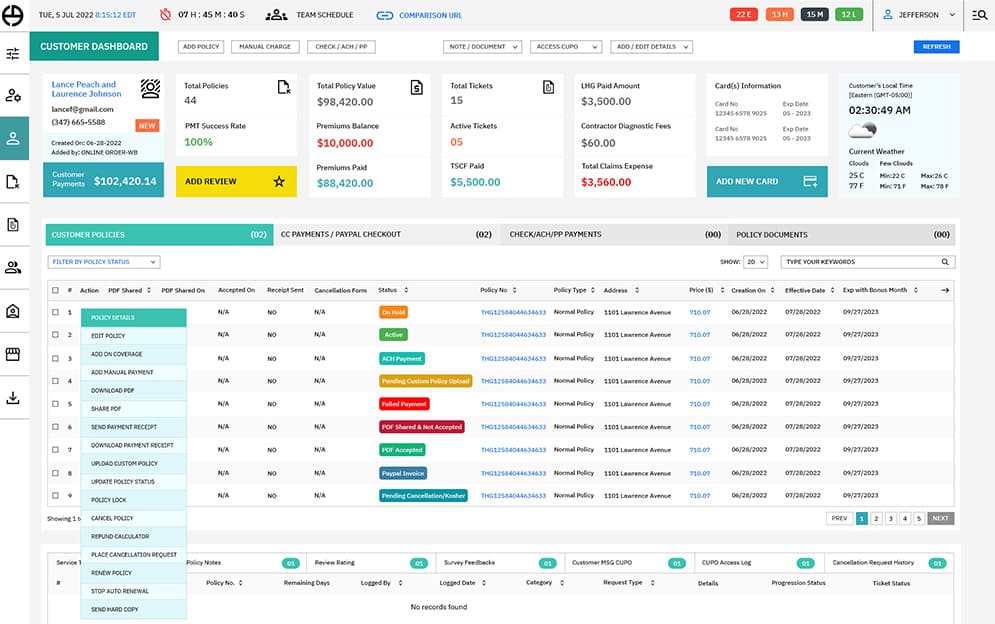 TUE, 5 JUL 2022 8:15:12 EDT
07 H : 45 M : 40 S
TEAM SCHEDULE
COMPARISON URL
22 E 13 H 15 M 12 L
JEFFERSON
CUSTOMER DASHBOARD
ADD POLICY MANUAL CHARGE CHECK / ACH / PP
NOTE / DOCUMENT ACCESS CUPO ADD / EDIT DETAILS
REFRESH
Lance Peach and
Laurence Johnson
lancef@gmail.com
(347) 665-5588
NEW
Created On: 06-28-2022
Added by: ONLINE ORDER-WB
Customer
Payments
$102,420.14
Total Policies
44
PMT Success Rate
100%
ADD REVIEW
Total Policy Value
$98,420.00
Premiums Balance
$10,000.00
Premiums Paid
$88,420.00
Total Tickets
15
Active Tickets
05
TSCF Paid
$5,500.00
LHG Paid Amount
$3,500.00
Contractor Diagnostic Fees
$60.00
Total Claims Expense
$3,560.00
Card(s) Information
Card No Exp Date
12345 6578 9025 05 - 2023
Card No Exp Date
12345 6578 9025 05 - 2023
ADD NEW CARD
Customer's Local Time
[Eastern (GMT-05:00)]
02:30:49 AM
Current Weather
Clouds Few Clouds
25 C Min:22 C Max:26 C
77 F Min: 71 F Max: 78 F
CUSTOMER POLICIES (02)
CC PAYMENTS / PAYPAL CHECKOUT (02)
CHECK/ACH/PP PAYMENTS (00)
POLICY DOCUMENTS (00)
FILTER BY POLICY STATUS
SHOW: 20
TYPE YOUR KEYWORDS
# Action PDF Shared PDF Shared On Accepted On Receipt Sent Cancellation Form Status Policy No Policy Type Address Price ($) Creation On Effective Date Exp with Bonus Month
1 N/A NO N/A On Hold THG12584044634633 Normal Policy 1101 Lawrence Avenue 710.07 06/28/2022 07/28/2022 09/27/2023
2 N/A NO N/A Active THG12584044634633 Normal Policy 1101 Lawrence Avenue 710.07 06/28/2022 07/28/2022 09/27/2023
3 N/A NO N/A ACH Payment THG12584044634633 Normal Policy 1101 Lawrence Avenue 710.07 06/28/2022 07/28/2022 09/27/2023
4 N/A NO N/A Pending Custom Policy Upload THG12584044634633 Normal Policy 1101 Lawrence Avenue 710.07 06/28/2022 07/28/2022 09/27/2023
5 N/A NO N/A Failed Payment THG12584044634633 Normal Policy 1101 Lawrence Avenue 710.07 06/28/2022 07/28/2022 09/27/2023
6 N/A NO N/A PDF Shared & Not Accepted THG12584044634633 Normal Policy 1101 Lawrence Avenue 710.07 06/28/2022 07/28/2022 09/27/2023
7 N/A NO N/A PDF Accepted THG12584044634633 Normal Policy 1101 Lawrence Avenue 710.07 06/28/2022 07/28/2022 09/27/2023
8 N/A NO N/A Paypal Invoice THG12584044634633 Normal Policy 1101 Lawrence Avenue 710.07 06/28/2022 07/28/2022 09/27/2023
9 N/A NO N/A Pending Cancellation/Kosher THG12584044634633 Normal Policy 1101 Lawrence Avenue 710.07 06/28/2022 07/28/2022 09/27/2023
POLICY DETAILS
EDIT POLICY
ADD ON COVERAGE
ADD MANUAL PAYMENT
DOWNLOAD PDF
SHARE PDF
SEND PAYMENT RECEIPT
DOWNLOAD PAYMENT RECEIPT
UPLOAD CUSTOM POLICY
UPDATE POLICY STATUS
POLICY LOCK
CANCEL POLICY
REFUND CALCULATOR
PLACE CANCELLATION REQUEST
RENEW POLICY
STOP AUTO RENEWAL
SEND HARD COPY
Showing 1
PREV 1 2 3 4 5 NEXT
Service Policy Notes 01 Review Rating 01 Survey Feedbacks 01 Customer MSG CUPO 01 CUPO Access Log 01 Cancellation Request History 01
# Policy No. Remaining Days Logged By Logged Date Category Request Type Details Progression Status Ticket Status
No records found